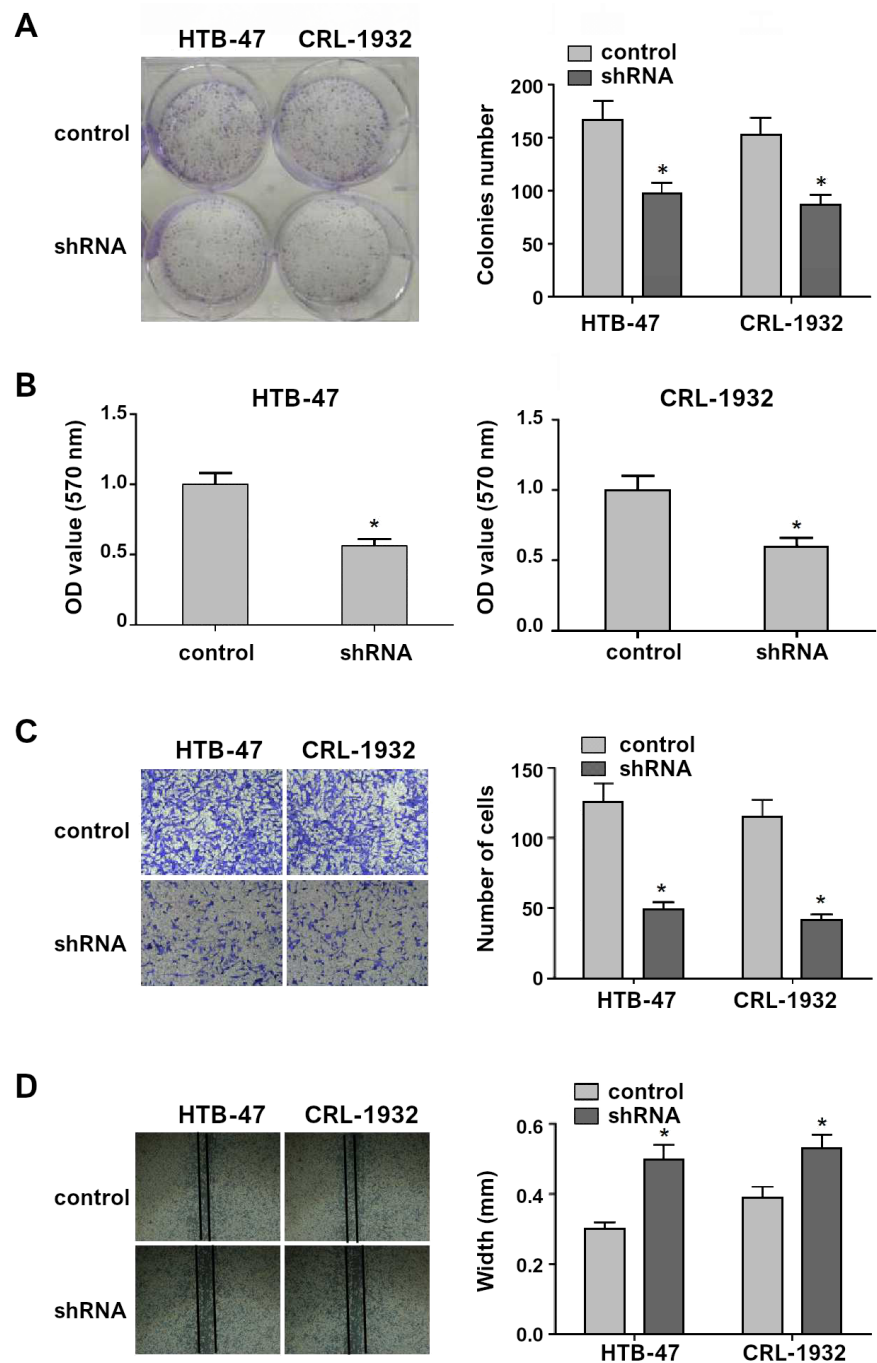 A
HTB-47 CRL-1932
control
shRNA
control
shRNA
Colonies number
200
150
100
50
0
*
*
HTB-47 CRL-1932
B
HTB-47
OD value (570 nm)
1.5
1.0
0.5
0
*
control shRNA
CRL-1932
OD value (570 nm)
1.5
1.0
0.5
0.0
*
control shRNA
C
HTB-47 CRL-1932
control
shRNA
control
shRNA
Number of cells
150
100
50
0
*
*
HTB-47 CRL-1932
D
HTB-47 CRL-1932
control
shRNA
control
shRNA
Width (mm)
0.6
0.4
0.2
0.0
*
*
HTB-47 CRL-1932